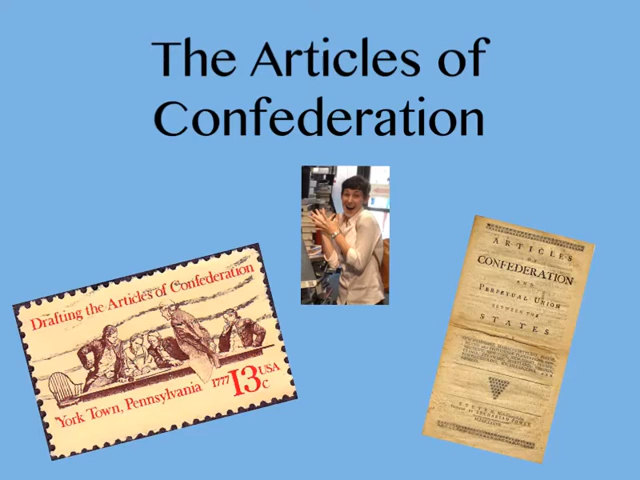 The Articles of
Confederation
Drafting the Articles of Confederation
York Town, Pennsylvania 1777 13c USA
ARTICLES
OF
CONFEDERATION
AND
PERPETUAL UNION
BETWEEN THE
STATES